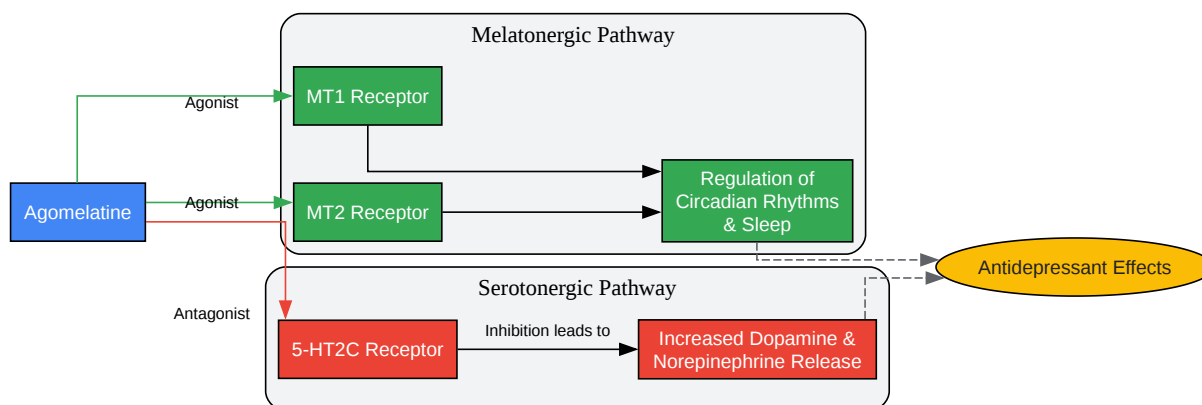 Melatonergic Pathway
Agonist
MT1 Receptor
Agomelatine
Agonist
MT2 Receptor
Regulation of
Circadian Rhythms
& Sleep
Antidepressant Effects
Serotonergic Pathway
Antagonist
5-HT2C Receptor
Inhibition leads to
Increased Dopamine &
Norepinephrine Release